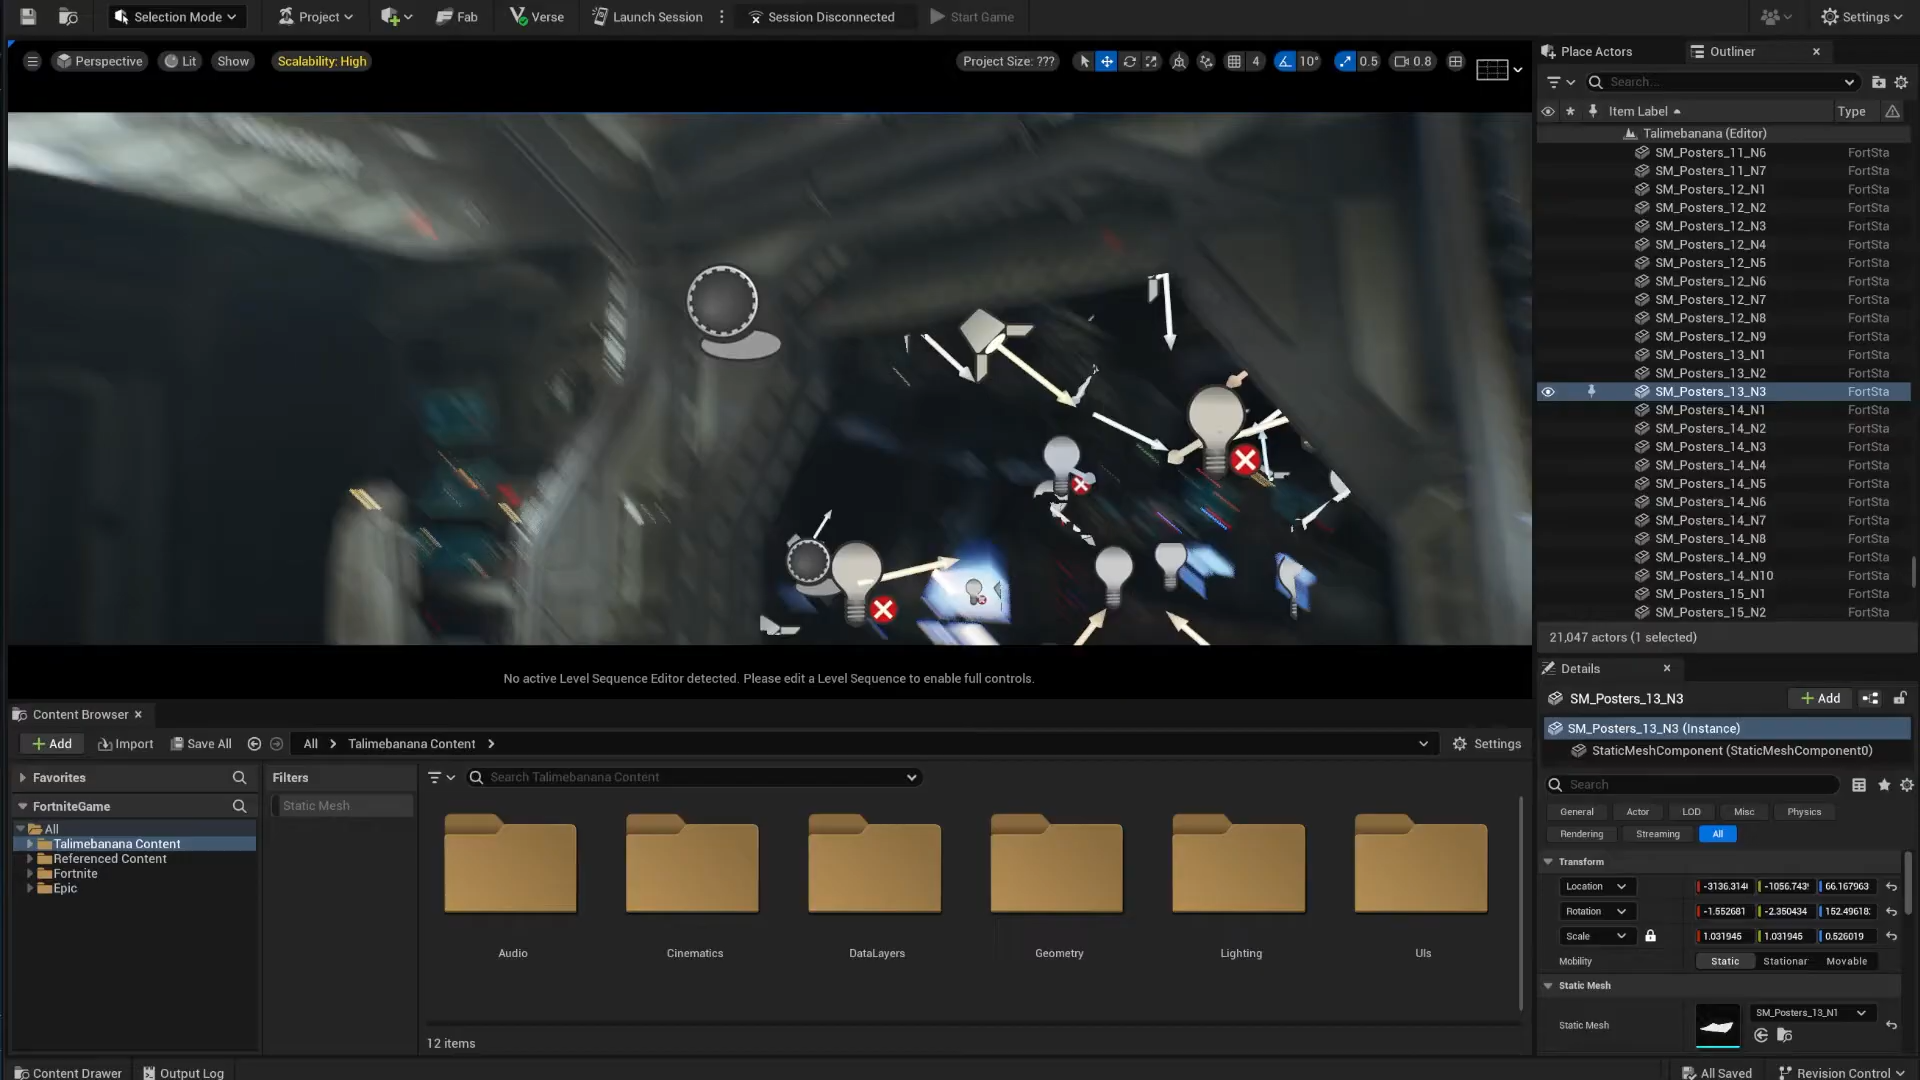 Selection Mode
Project
Fab
Verse
Launch Session
Session Disconnected
Start Game
Settings
Perspective
Lit
Show
Scalability: High
Project Size: ???
4
10°
0.5
0.8
Place Actors
Outliner
Search...
Item Label
Type
Talimebanana (Editor)
SM_Posters_11_N6 FortSta
SM_Posters_11_N7 FortSta
SM_Posters_12_N1 FortSta
SM_Posters_12_N2 FortSta
SM_Posters_12_N3 FortSta
SM_Posters_12_N4 FortSta
SM_Posters_12_N5 FortSta
SM_Posters_12_N6 FortSta
SM_Posters_12_N7 FortSta
SM_Posters_12_N8 FortSta
SM_Posters_12_N9 FortSta
SM_Posters_13_N1 FortSta
SM_Posters_13_N2 FortSta
SM_Posters_13_N3 FortSta
SM_Posters_14_N1 FortSta
SM_Posters_14_N2 FortSta
SM_Posters_14_N3 FortSta
SM_Posters_14_N4 FortSta
SM_Posters_14_N5 FortSta
SM_Posters_14_N6 FortSta
SM_Posters_14_N7 FortSta
SM_Posters_14_N8 FortSta
SM_Posters_14_N9 FortSta
SM_Posters_14_N10 FortSta
SM_Posters_15_N1 FortSta
SM_Posters_15_N2 FortSta
21,047 actors (1 selected)
No active Level Sequence Editor detected. Please edit a Level Sequence to enable full controls.
Details
SM_Posters_13_N3
Add
SM_Posters_13_N3 (Instance)
StaticMeshComponent (StaticMeshComponent0)
Search
General Actor LOD Misc Physics
Rendering Streaming All
Transform
Location -3136.314 -1056.743 66.167963
Rotation -1.552681 -2.350434 152.49618
Scale 1.031945 1.031945 0.526019
Mobility Static Stationar Movable
Static Mesh
Static Mesh
SM_Posters_13_N1
Content Browser
Add
Import
Save All
All
Talimebanana Content
Settings
Favorites
Filters
Search Talimebanana Content
FortniteGame
Static Mesh
All
Talimebanana Content
Referenced Content
Fortnite
Epic
Audio
Cinematics
DataLayers
Geometry
Lighting
UIs
12 items
Content Drawer
Output Log
All Saved
Revision Control